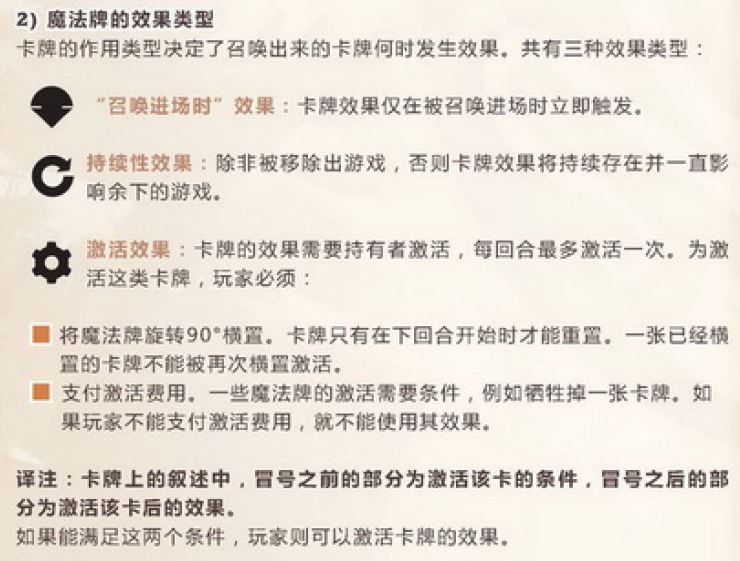 2）魔法牌的效果类型
卡牌的作用类型决定了召唤出来的卡牌何时发生效果。共有三种效果类型：
“召唤进场时”效果：卡牌效果仅在被召唤进场时立即触发。
持续性效果：除非被移除出游戏，否则卡牌效果将持续存在并一直影
响余下的游戏。
激活效果：卡牌的效果需要持有者激活，每回合最多激活一次。为激
活这类卡牌，玩家必须：
将魔法牌旋转90°横置。卡牌只有在下回合开始时才能重置。一张已经横
置的卡牌不能被再次横置激活。
支付激活费用。一些魔法牌的激活需要条件，例如牺牲掉一张卡牌。如
果玩家不能支付激活费用，就不能使用其效果。
译注：卡牌上的叙述中，冒号之前的部分为激活该卡的条件，冒号之后的部
分为激活该卡后的效果。
如果能满足这两个条件，玩家则可以激活卡牌的效果。